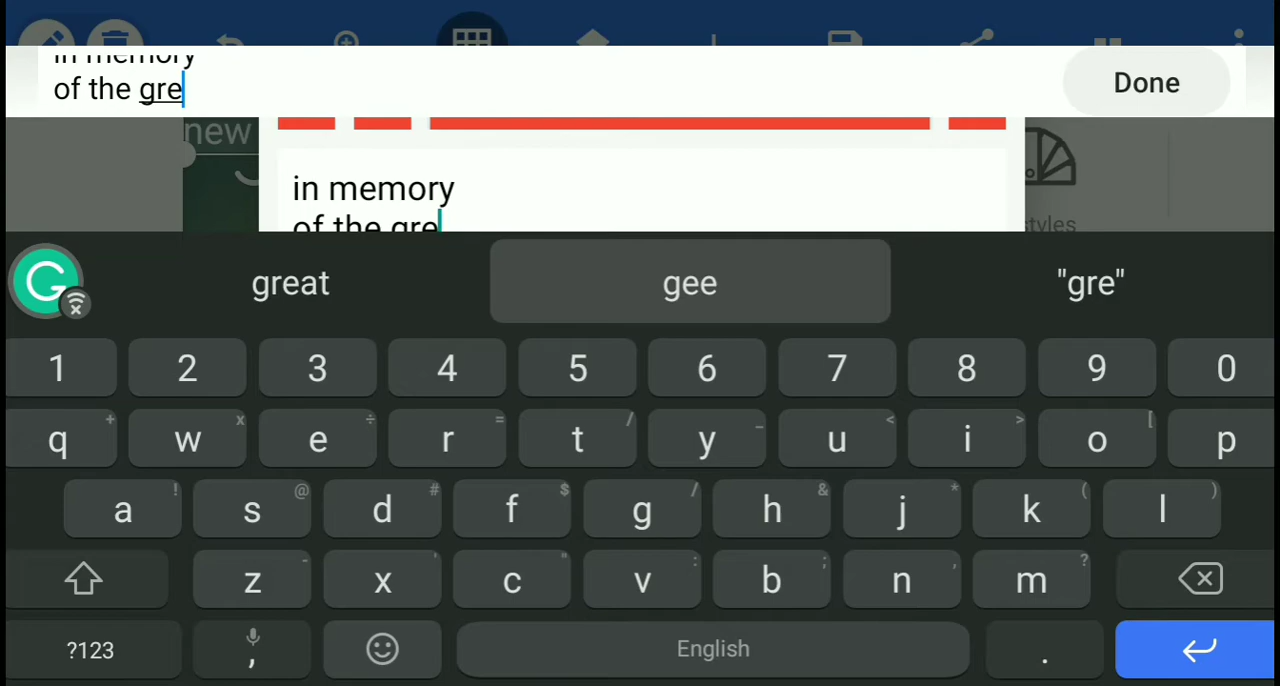 in memory
of the gre
Done
new
in memory
of the gre
styles
great gee "gre"
1 2 3 4 5 6 7 8 9 0
+ x ÷ = / _ < > [
q w e r t y u i o p
! @ # $ / & * ( )
a s d f g h j k l
- ' " : ; , ?
z x c v b n m
?123 , English .